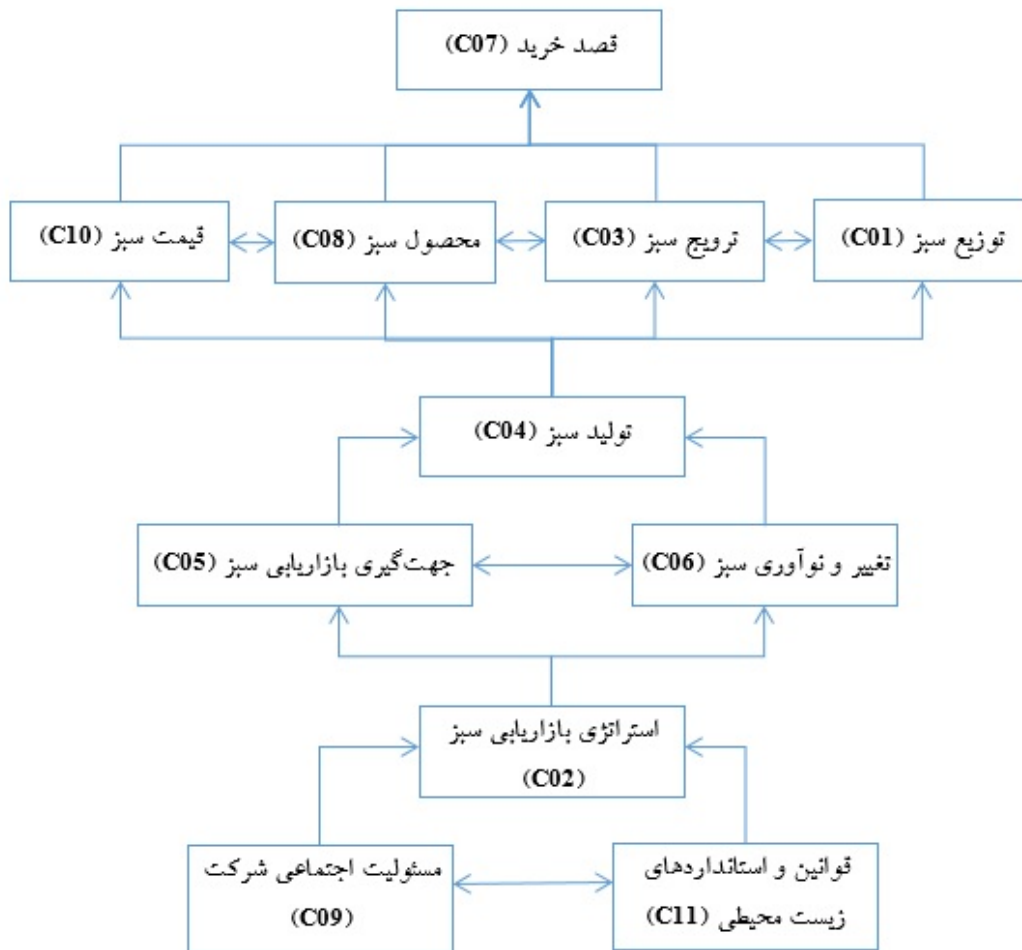 قصد خرید (C07)
توزیع سبز (C01)
ترویج سبز (C03)
محصول سبز (C08)
قیمت سبز (C10)
تولید سبز (C04)
تغییر و نوآوری سبز (C06)
جهت‌گیری بازاریابی سبز (C05)
استراتژی بازاریابی سبز
(C02)
قوانین و استانداردهای
زیست محیطی (C11)
مسئولیت اجتماعی شرکت
(C09)